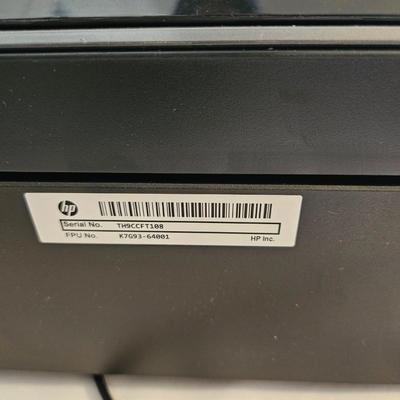 hp
Serial No. TH9CCFT108
FPU No. K7G93-64001 HP Inc.